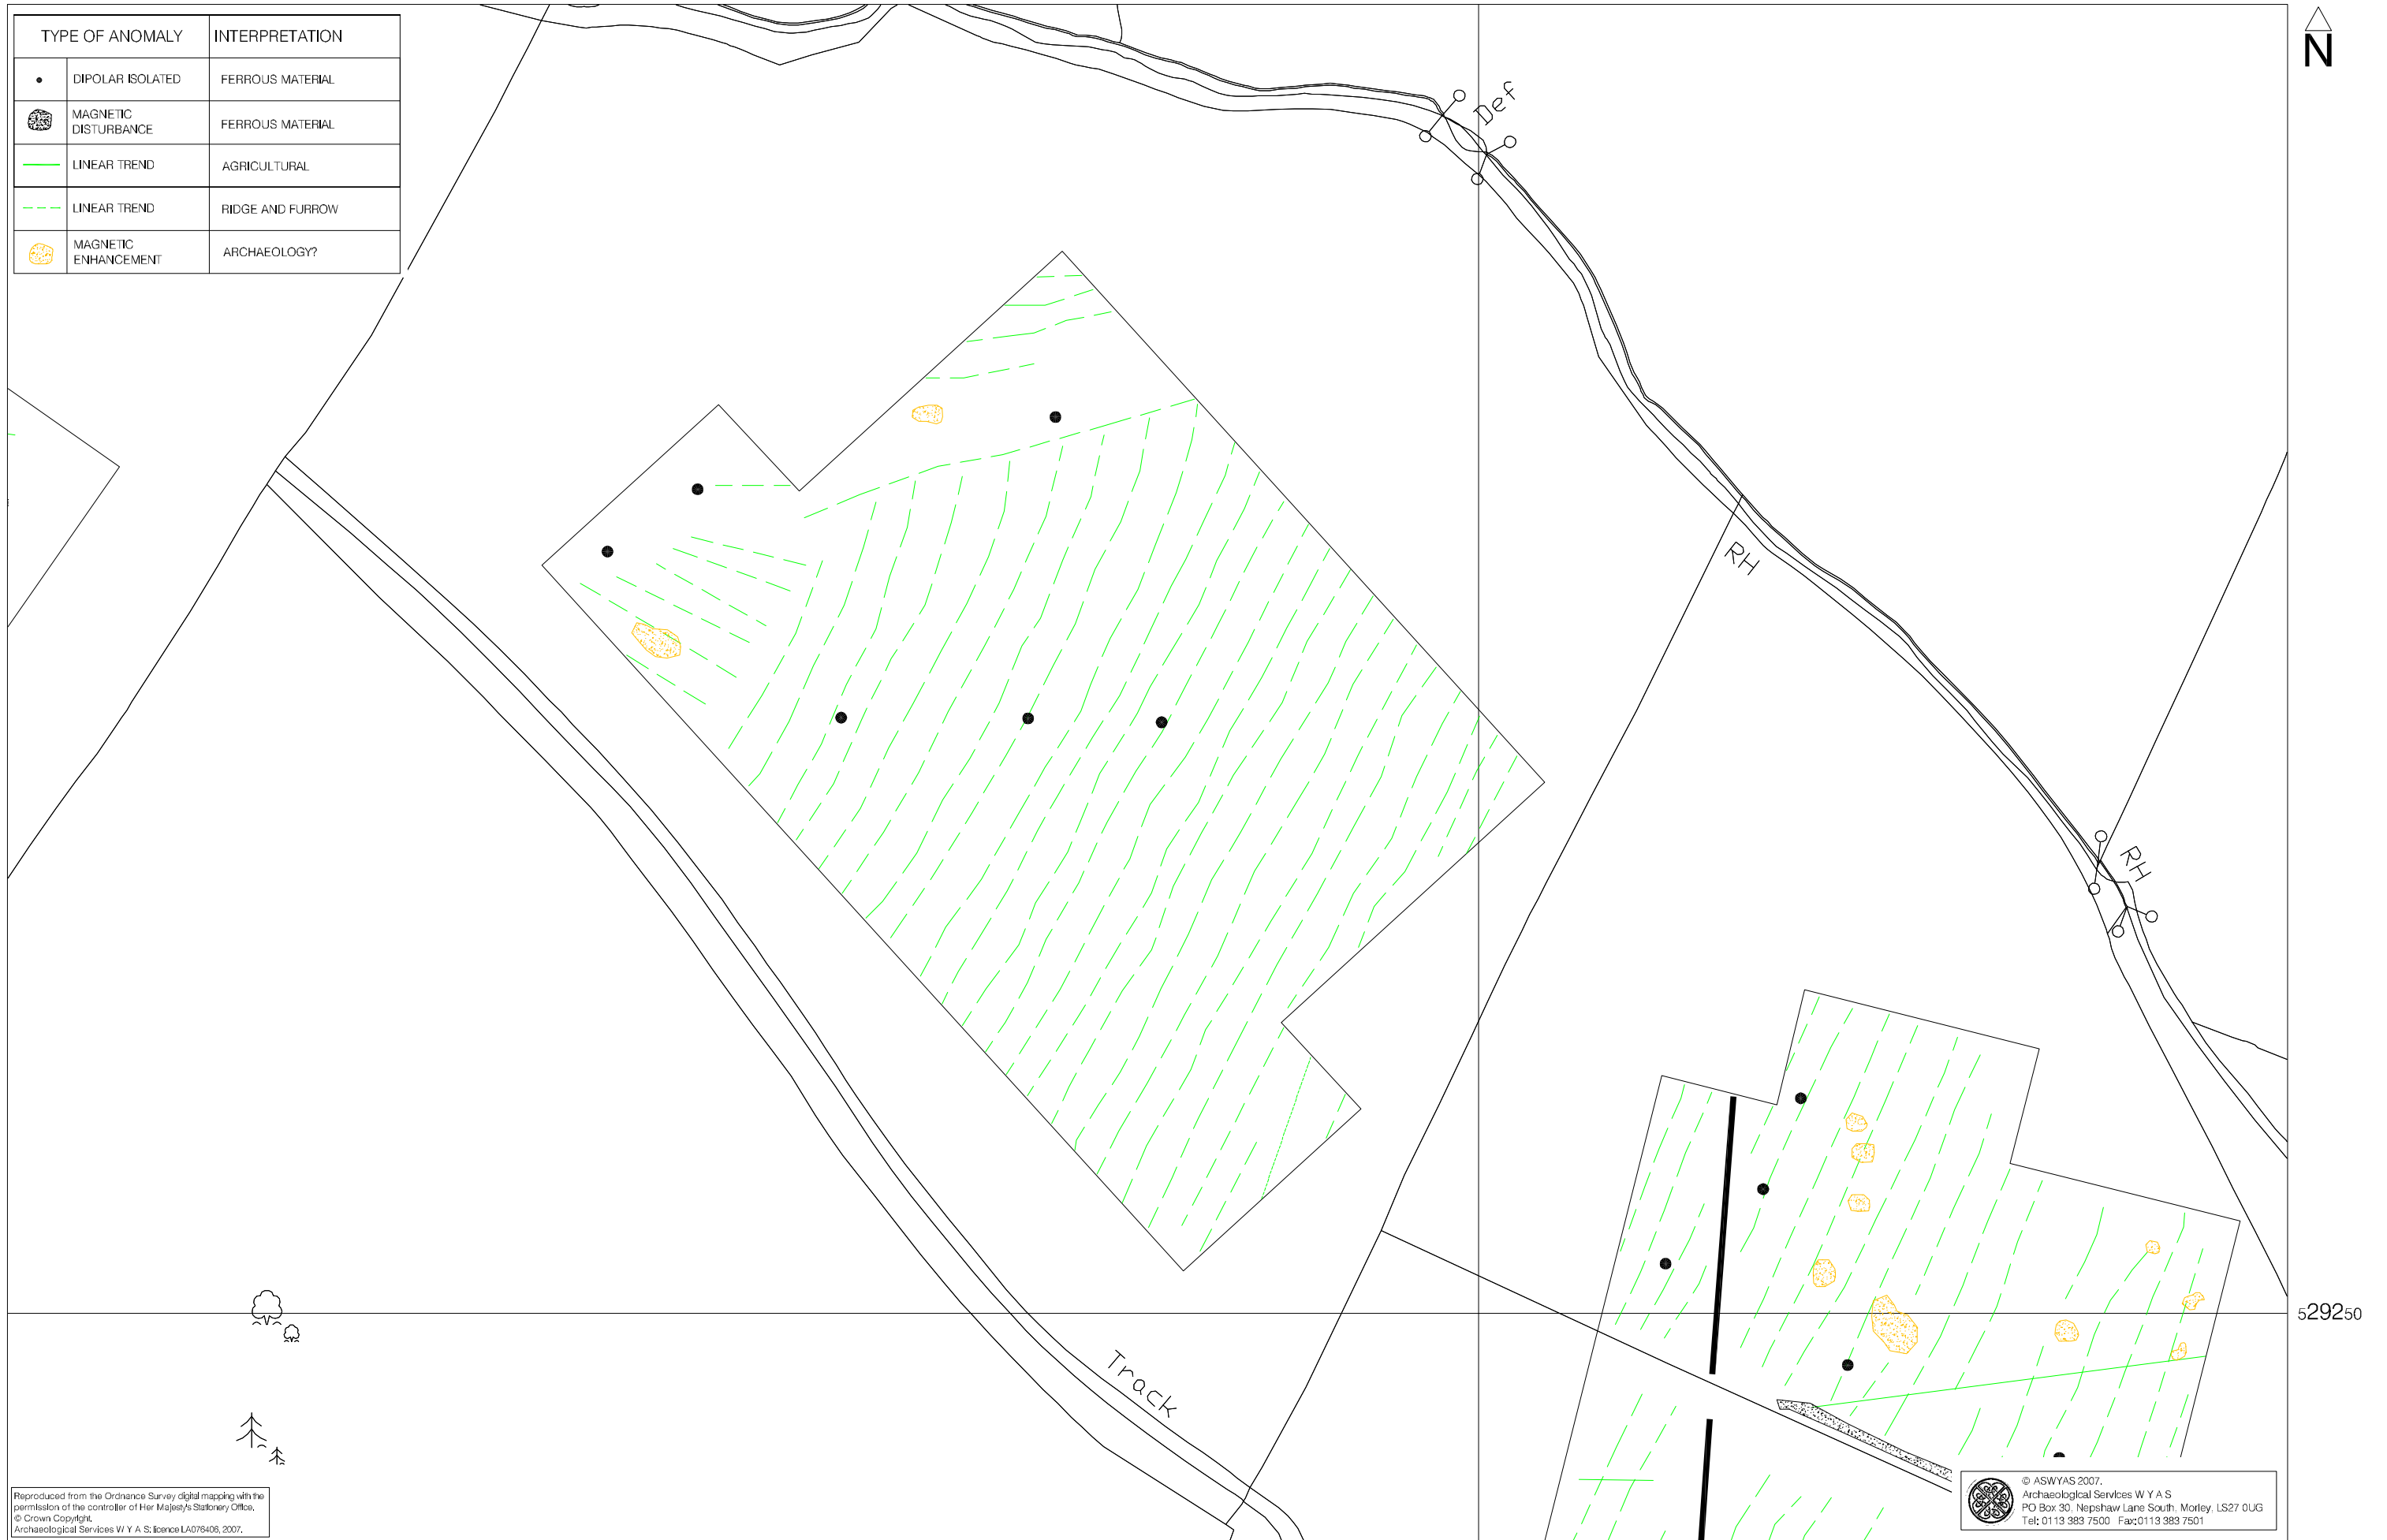 TYPE OF ANOMALY INTERPRETATION
DIPOLAR ISOLATED FERROUS MATERIAL
MAGNETIC
DISTURBANCE FERROUS MATERIAL
LINEAR TREND AGRICULTURAL
LINEAR TREND RIDGE AND FURROW
MAGNETIC
ENHANCEMENT ARCHAEOLOGY?
N
Def
RH
RH
529250
Track
Reproduced from the Ordnance Survey digital mapping with the
permission of the controller of Her Majesty's Stationery Office.
© Crown Copyright.
Archaeological Services W Y A S: licence LA076406, 2007.
© ASWYAS 2007.
Archaeological Services W Y A S
PO Box 30, Nepshaw Lane South, Morley, LS27 0UG
Tel: 0113 383 7500 Fax: 0113 383 7501